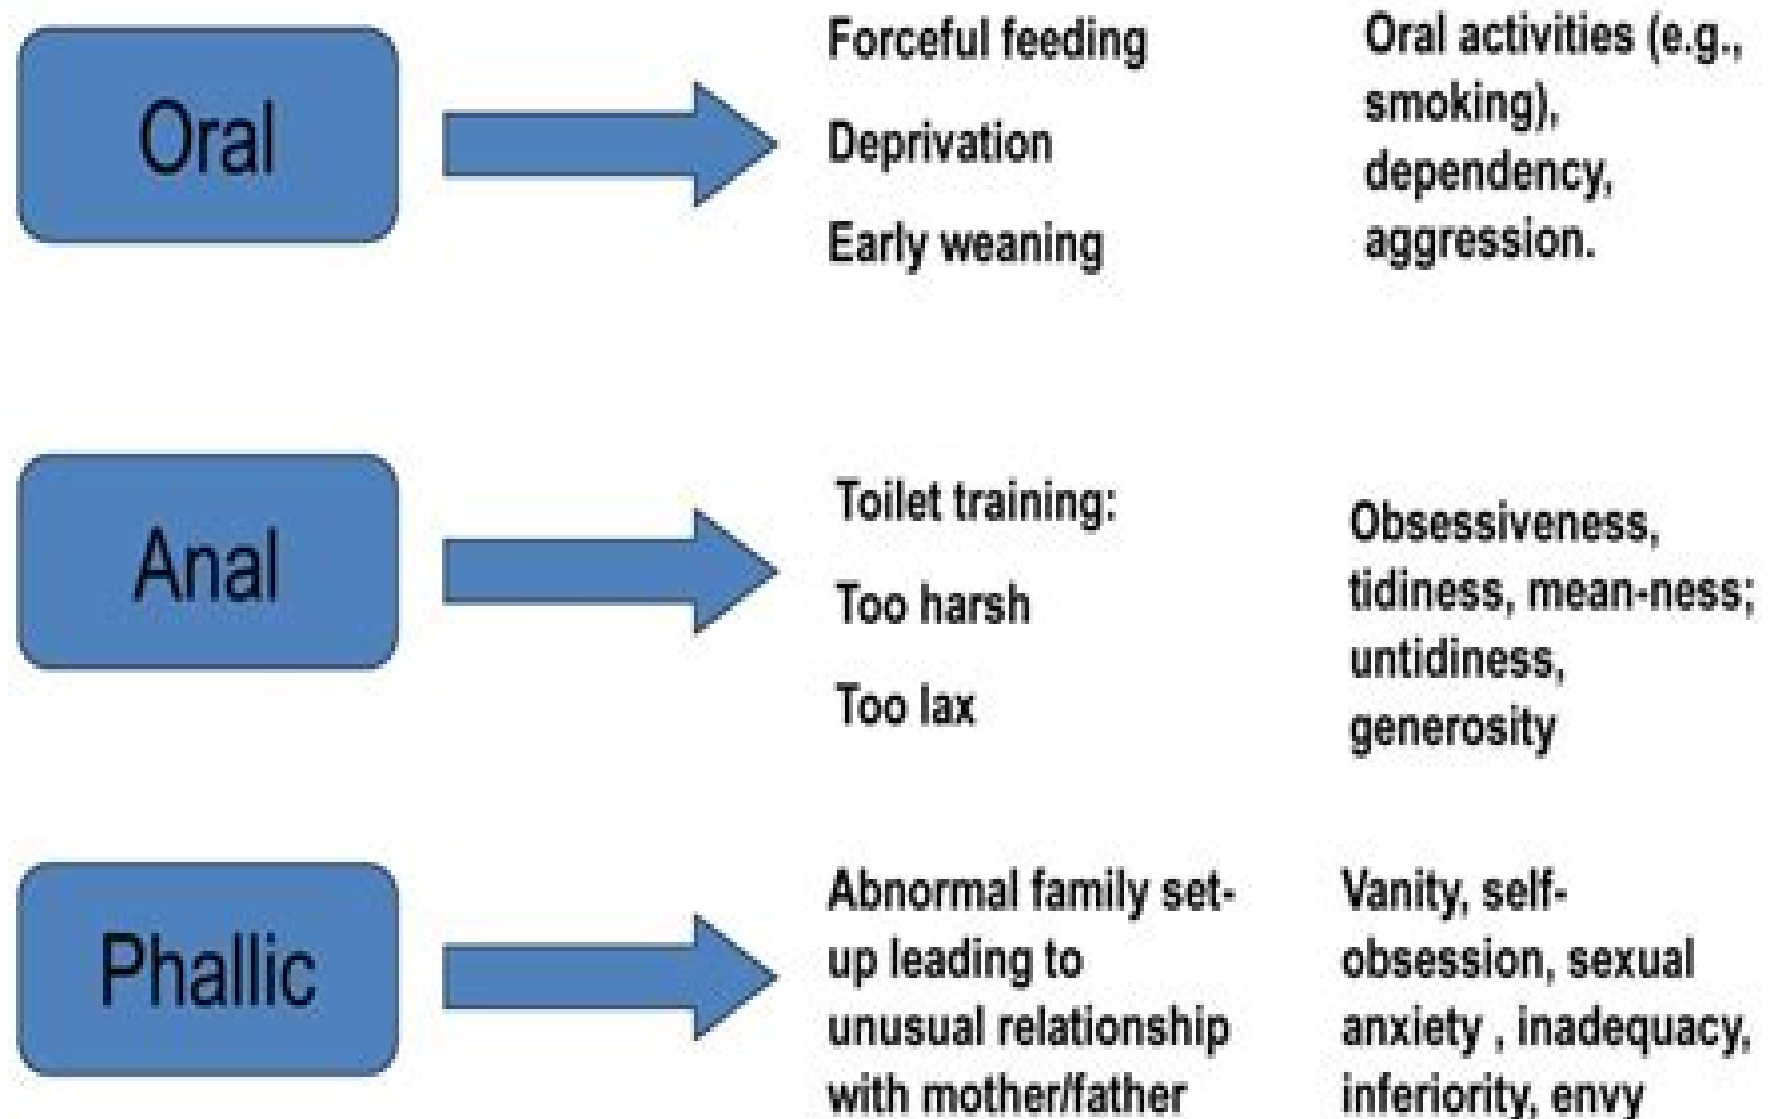 Oral
Forceful feeding
Deprivation
Early weaning
Oral activities (e.g.,
smoking),
dependency,
aggression.
Anal
Toilet training:
Too harsh
Too lax
Obsessiveness,
tidiness, mean-ness;
untidiness,
generosity
Phallic
Abnormal family set-
up leading to
unusual relationship
with mother/father
Vanity, self-
obsession, sexual
anxiety , inadequacy,
inferiority, envy